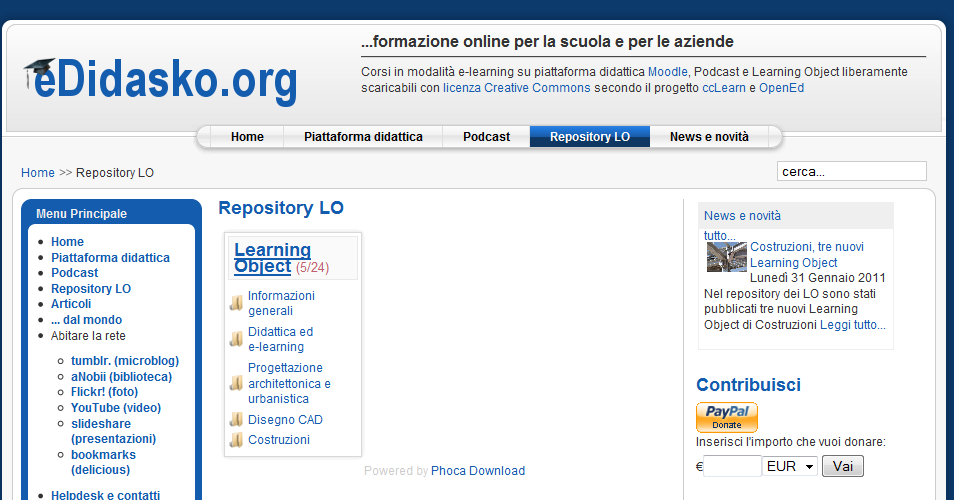 eDidasko.org
...formazione online per la scuola e per le aziende
Corsi in modalità e-learning su piattaforma didattica Moodle, Podcast e Learning Object liberamente
scaricabili con licenza Creative Commons secondo il progetto ccLearn e OpenEd
Home Piattaforma didattica Podcast Repository LO News e novità
Home >> Repository LO
cerca...
Menu Principale
Home
Piattaforma didattica
Podcast
Repository LO
Articoli
... dal mondo
Abitare la rete
tumblr. (microblog)
aNobii (biblioteca)
Flickr! (foto)
YouTube (video)
slideshare
(presentazioni)
bookmarks
(delicious)
Helpdesk e contatti
Repository LO
Learning
Object (5/24)
Informazioni
generali
Didattica ed
e-learning
Progettazione
architettonica e
urbanistica
Disegno CAD
Costruzioni
Powered by Phoca Download
News e novità
tutto...
Costruzioni, tre nuovi
Learning Object
Lunedì 31 Gennaio 2011
Nel repository dei LO sono stati
pubblicati tre nuovi Learning
Object di Costruzioni Leggi tutto...
Contribuisci
PayPal
Donate
Inserisci l'importo che vuoi donare:
€ EUR Vai